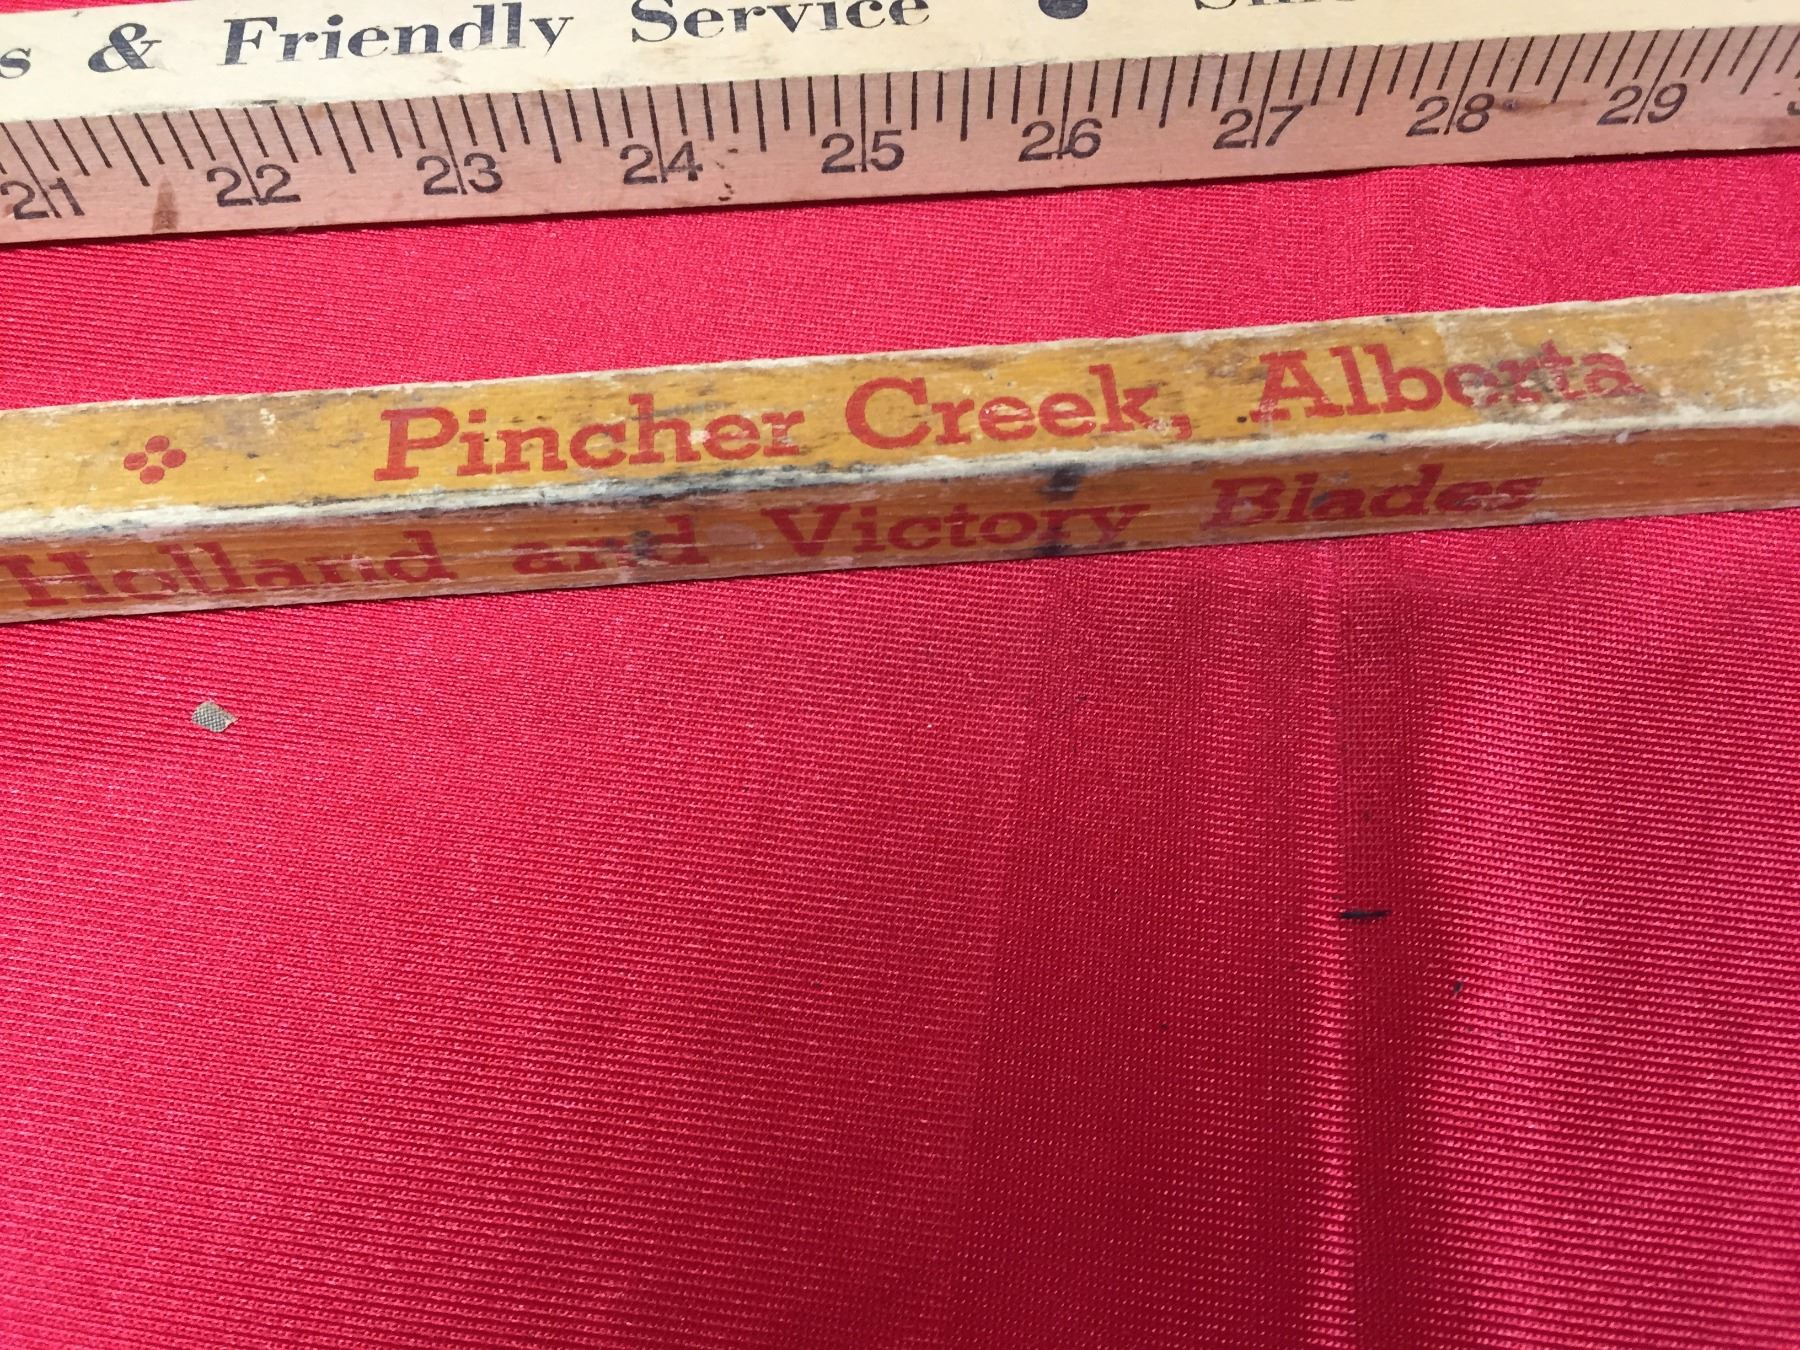 s & Friendly Service •
21 22 23 24 25 26 27 28 29
Pincher Creek, Alberta
Holland and Victory Blades